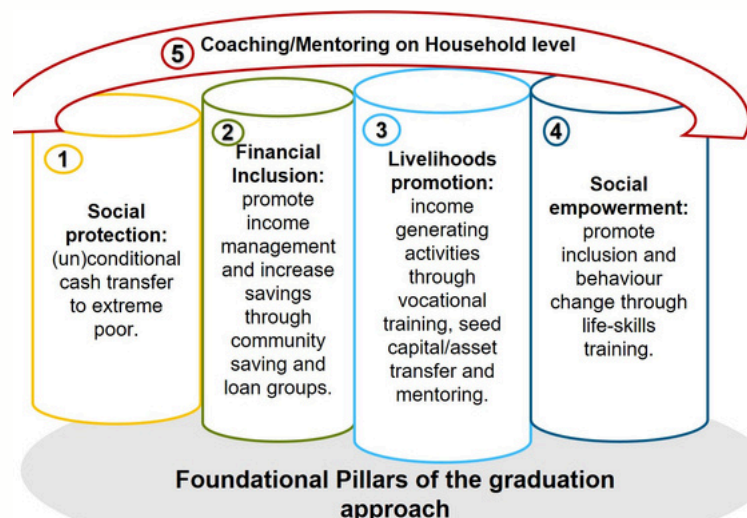 5 Coaching/Mentoring on Household level
1
Social
protection:
(un)conditional
cash transfer
to extreme
poor.
2
Financial
Inclusion:
promote
income
management
and increase
savings
through
community
saving and
loan groups.
3
Livelihoods
promotion:
income
generating
activities
through
vocational
training, seed
capital/asset
transfer and
mentoring.
4
Social
empowerment:
promote
inclusion and
behaviour
change through
life-skills
training.
Foundational Pillars of the graduation
approach